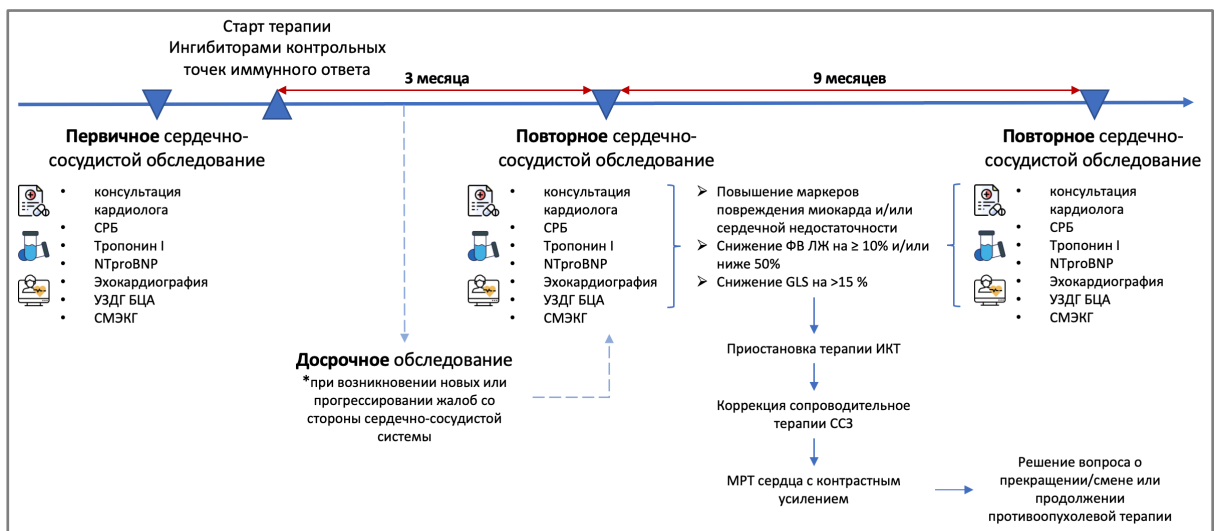 Старт терапии
Ингибиторами контрольных
точек иммунного ответа
3 месяца
9 месяцев
Первичное сердечно-
сосудистой обследование
• консультация
кардиолога
• СРБ
• Тропонин I
• NTproBNP
• Эхокардиография
• УЗДГ БЦА
• СМЭКГ
Досрочное обследование
*при возникновении новых или
прогрессировании жалоб со
стороны сердечно-сосудистой
системы
Повторное сердечно-
сосудистой обследование
• консультация
кардиолога
• СРБ
• Тропонин I
• NTproBNP
• Эхокардиография
• УЗДГ БЦА
• СМЭКГ
➢ Повышение маркеров
повреждения миокарда и/или
сердечной недостаточности
➢ Снижение ФВ ЛЖ на ≥ 10% и/или
ниже 50%
➢ Снижение GLS на >15 %
Приостановка терапии ИКТ
Коррекция сопроводительное
терапии ССЗ
МРТ сердца с контрастным
усилением
Решение вопроса о
прекращении/смене или
продолжении
противоопухолевой терапии
Повторное сердечно-
сосудистой обследование
• консультация
кардиолога
• СРБ
• Тропонин I
• NTproBNP
• Эхокардиография
• УЗДГ БЦА
• СМЭКГ